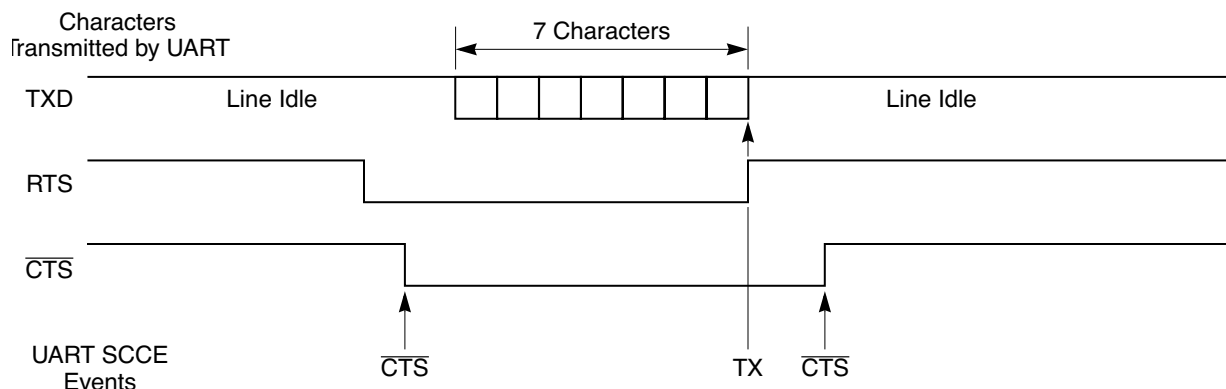 Characters
Transmitted by UART
7 Characters
TXD
Line Idle
Line Idle
RTS
CTS
CTS
TX
CTS
UART SCCE
Events